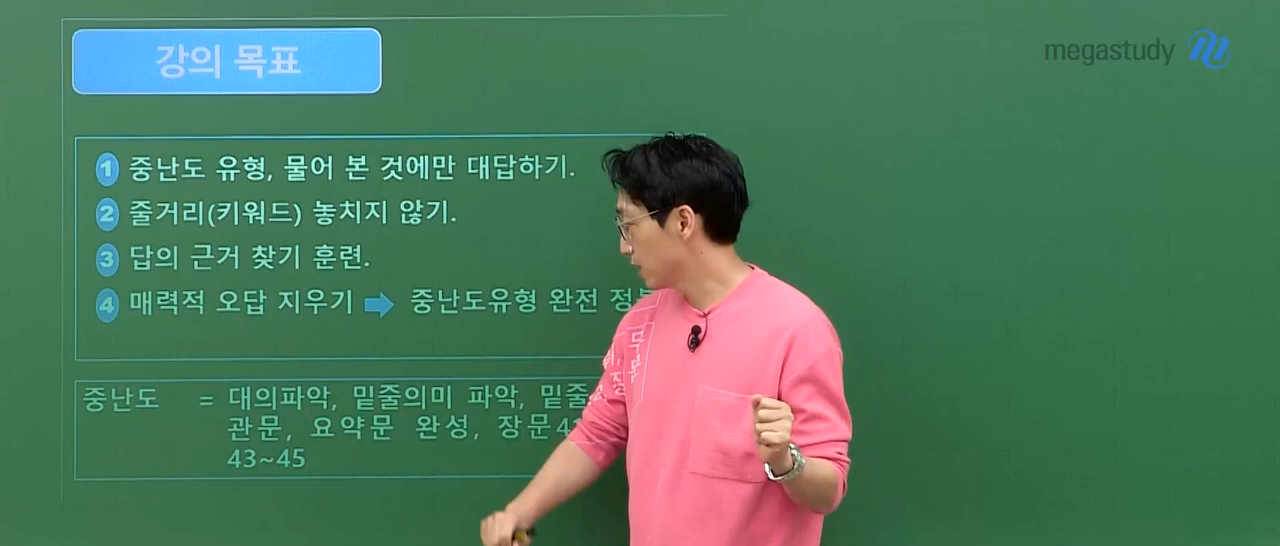 강의 목표
megastudy
1 중난도 유형, 물어 본 것에만 대답하기.
2 줄거리(키워드) 놓치지 않기.
3 답의 근거 찾기 훈련.
4 매력적 오답 지우기 ➡ 중난도유형 완전
중난도 = 대의파악, 밑줄의미 파악, 밑줄
관문, 요약문 완성, 장문
43~45